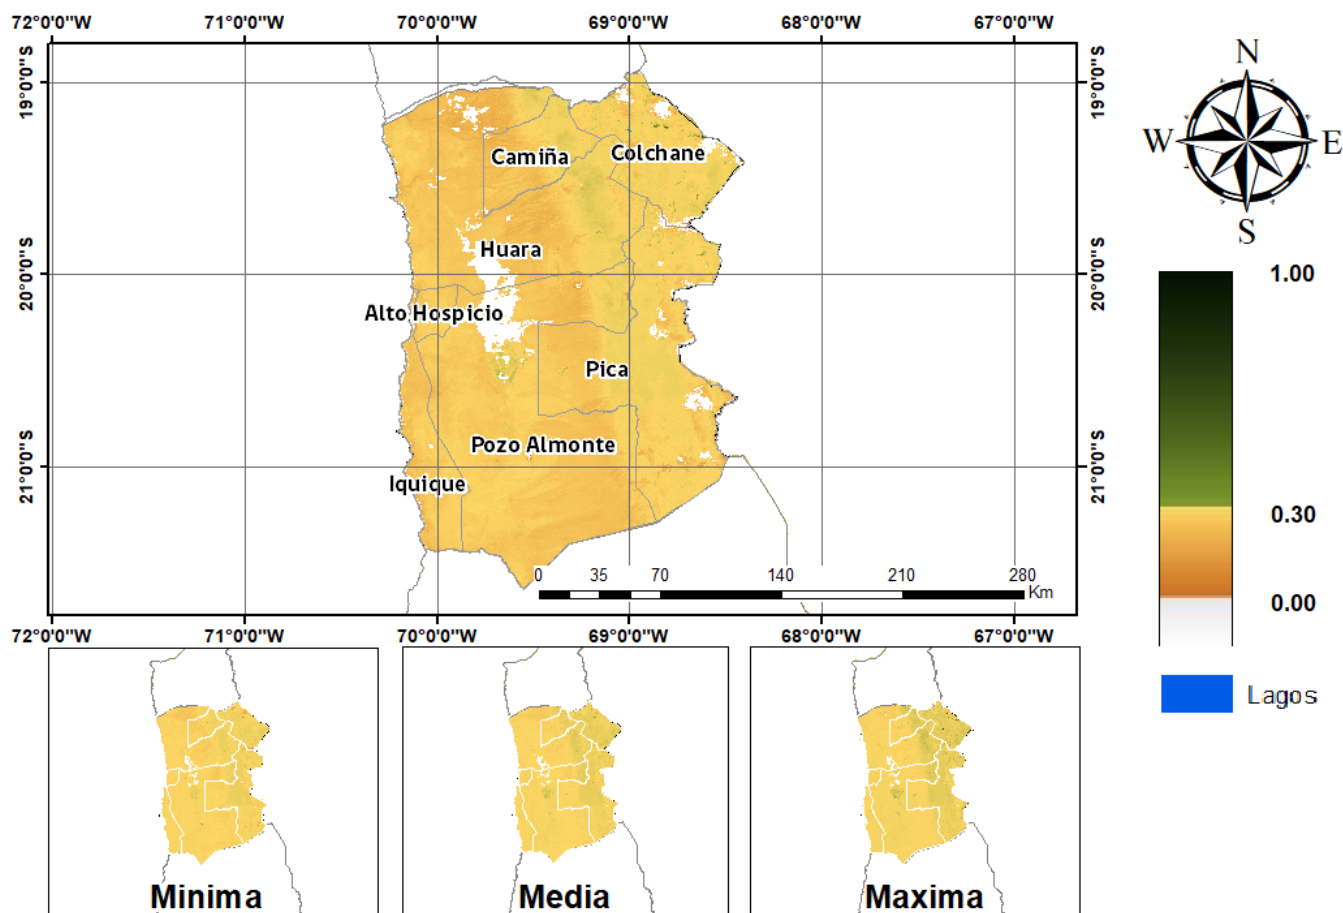 72°0'0"W 71°0'0"W 70°0'0"W 69°0'0"W 68°0'0"W 67°0'0"W
19°0'0"S
19°0'0"S
Camiña
Colchane
Huara
20°0'0"S
20°0'0"S
Alto Hospicio
Pica
Pozo Almonte
21°0'0"S
21°0'0"S
Iquique
0 35 70 140 210 280
Km
72°0'0"W 71°0'0"W 70°0'0"W 69°0'0"W 68°0'0"W 67°0'0"W
N
W
E
S
1.00
0.30
0.00
Lagos
Minima
Media
Maxima